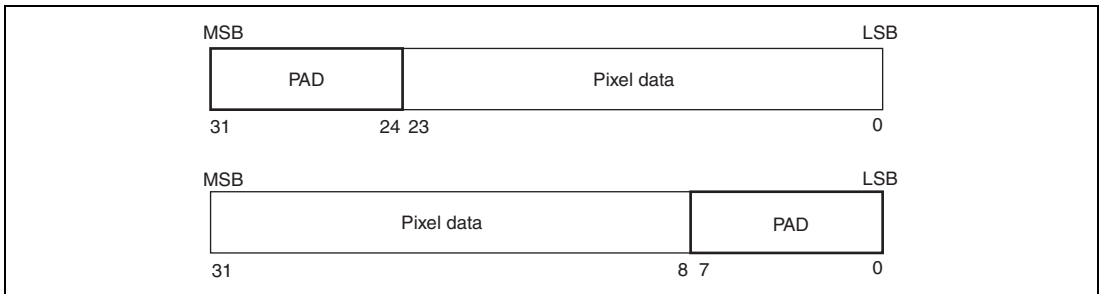 MSB LSB
PAD Pixel data
31 24 23 0
MSB LSB
Pixel data PAD
31 8 7 0